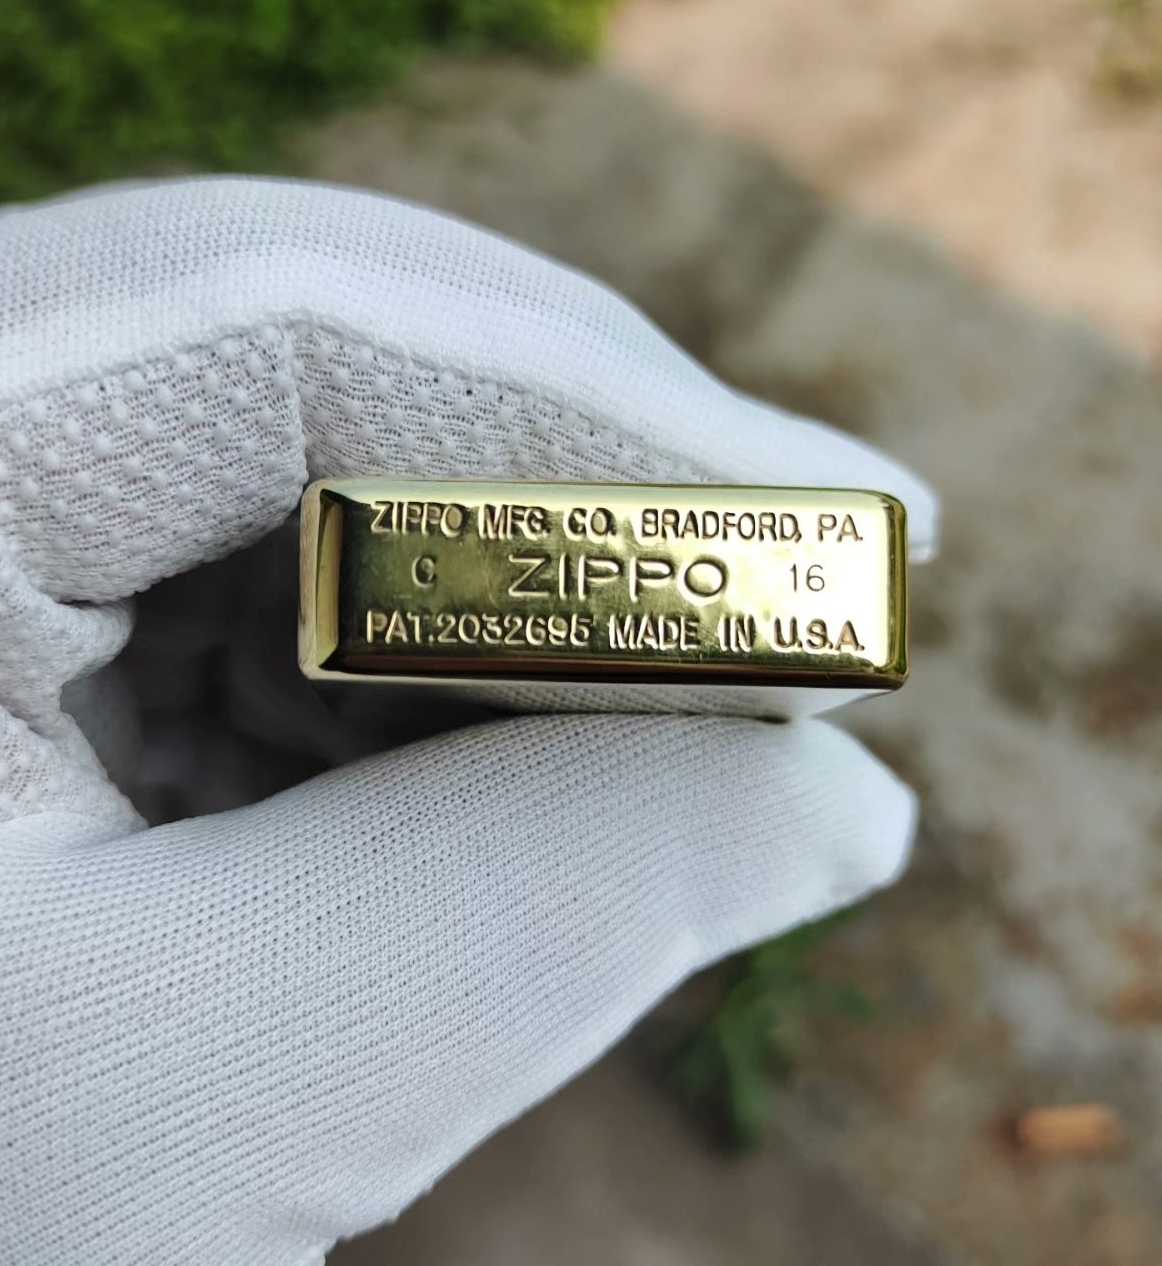 ZIPPO MFG. CO. BRADFORD, PA.
C ZIPPO 16
PAT.2032695 MADE IN U.S.A.